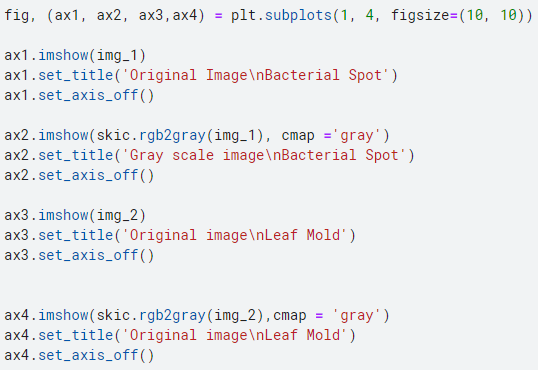 fig, (ax1, ax2, ax3,ax4) = plt.subplots(1, 4, figsize=(10, 10))
ax1.imshow(img_1)
ax1.set_title('Original Image\nBacterial Spot')
ax1.set_axis_off()
ax2.imshow(skic.rgb2gray(img_1), cmap ='gray')
ax2.set_title('Gray scale image\nBacterial Spot')
ax2.set_axis_off()
ax3.imshow(img_2)
ax3.set_title('Original image\nLeaf Mold')
ax3.set_axis_off()
ax4.imshow(skic.rgb2gray(img_2),cmap = 'gray')
ax4.set_title('Original image\nLeaf Mold')
ax4.set_axis_off()